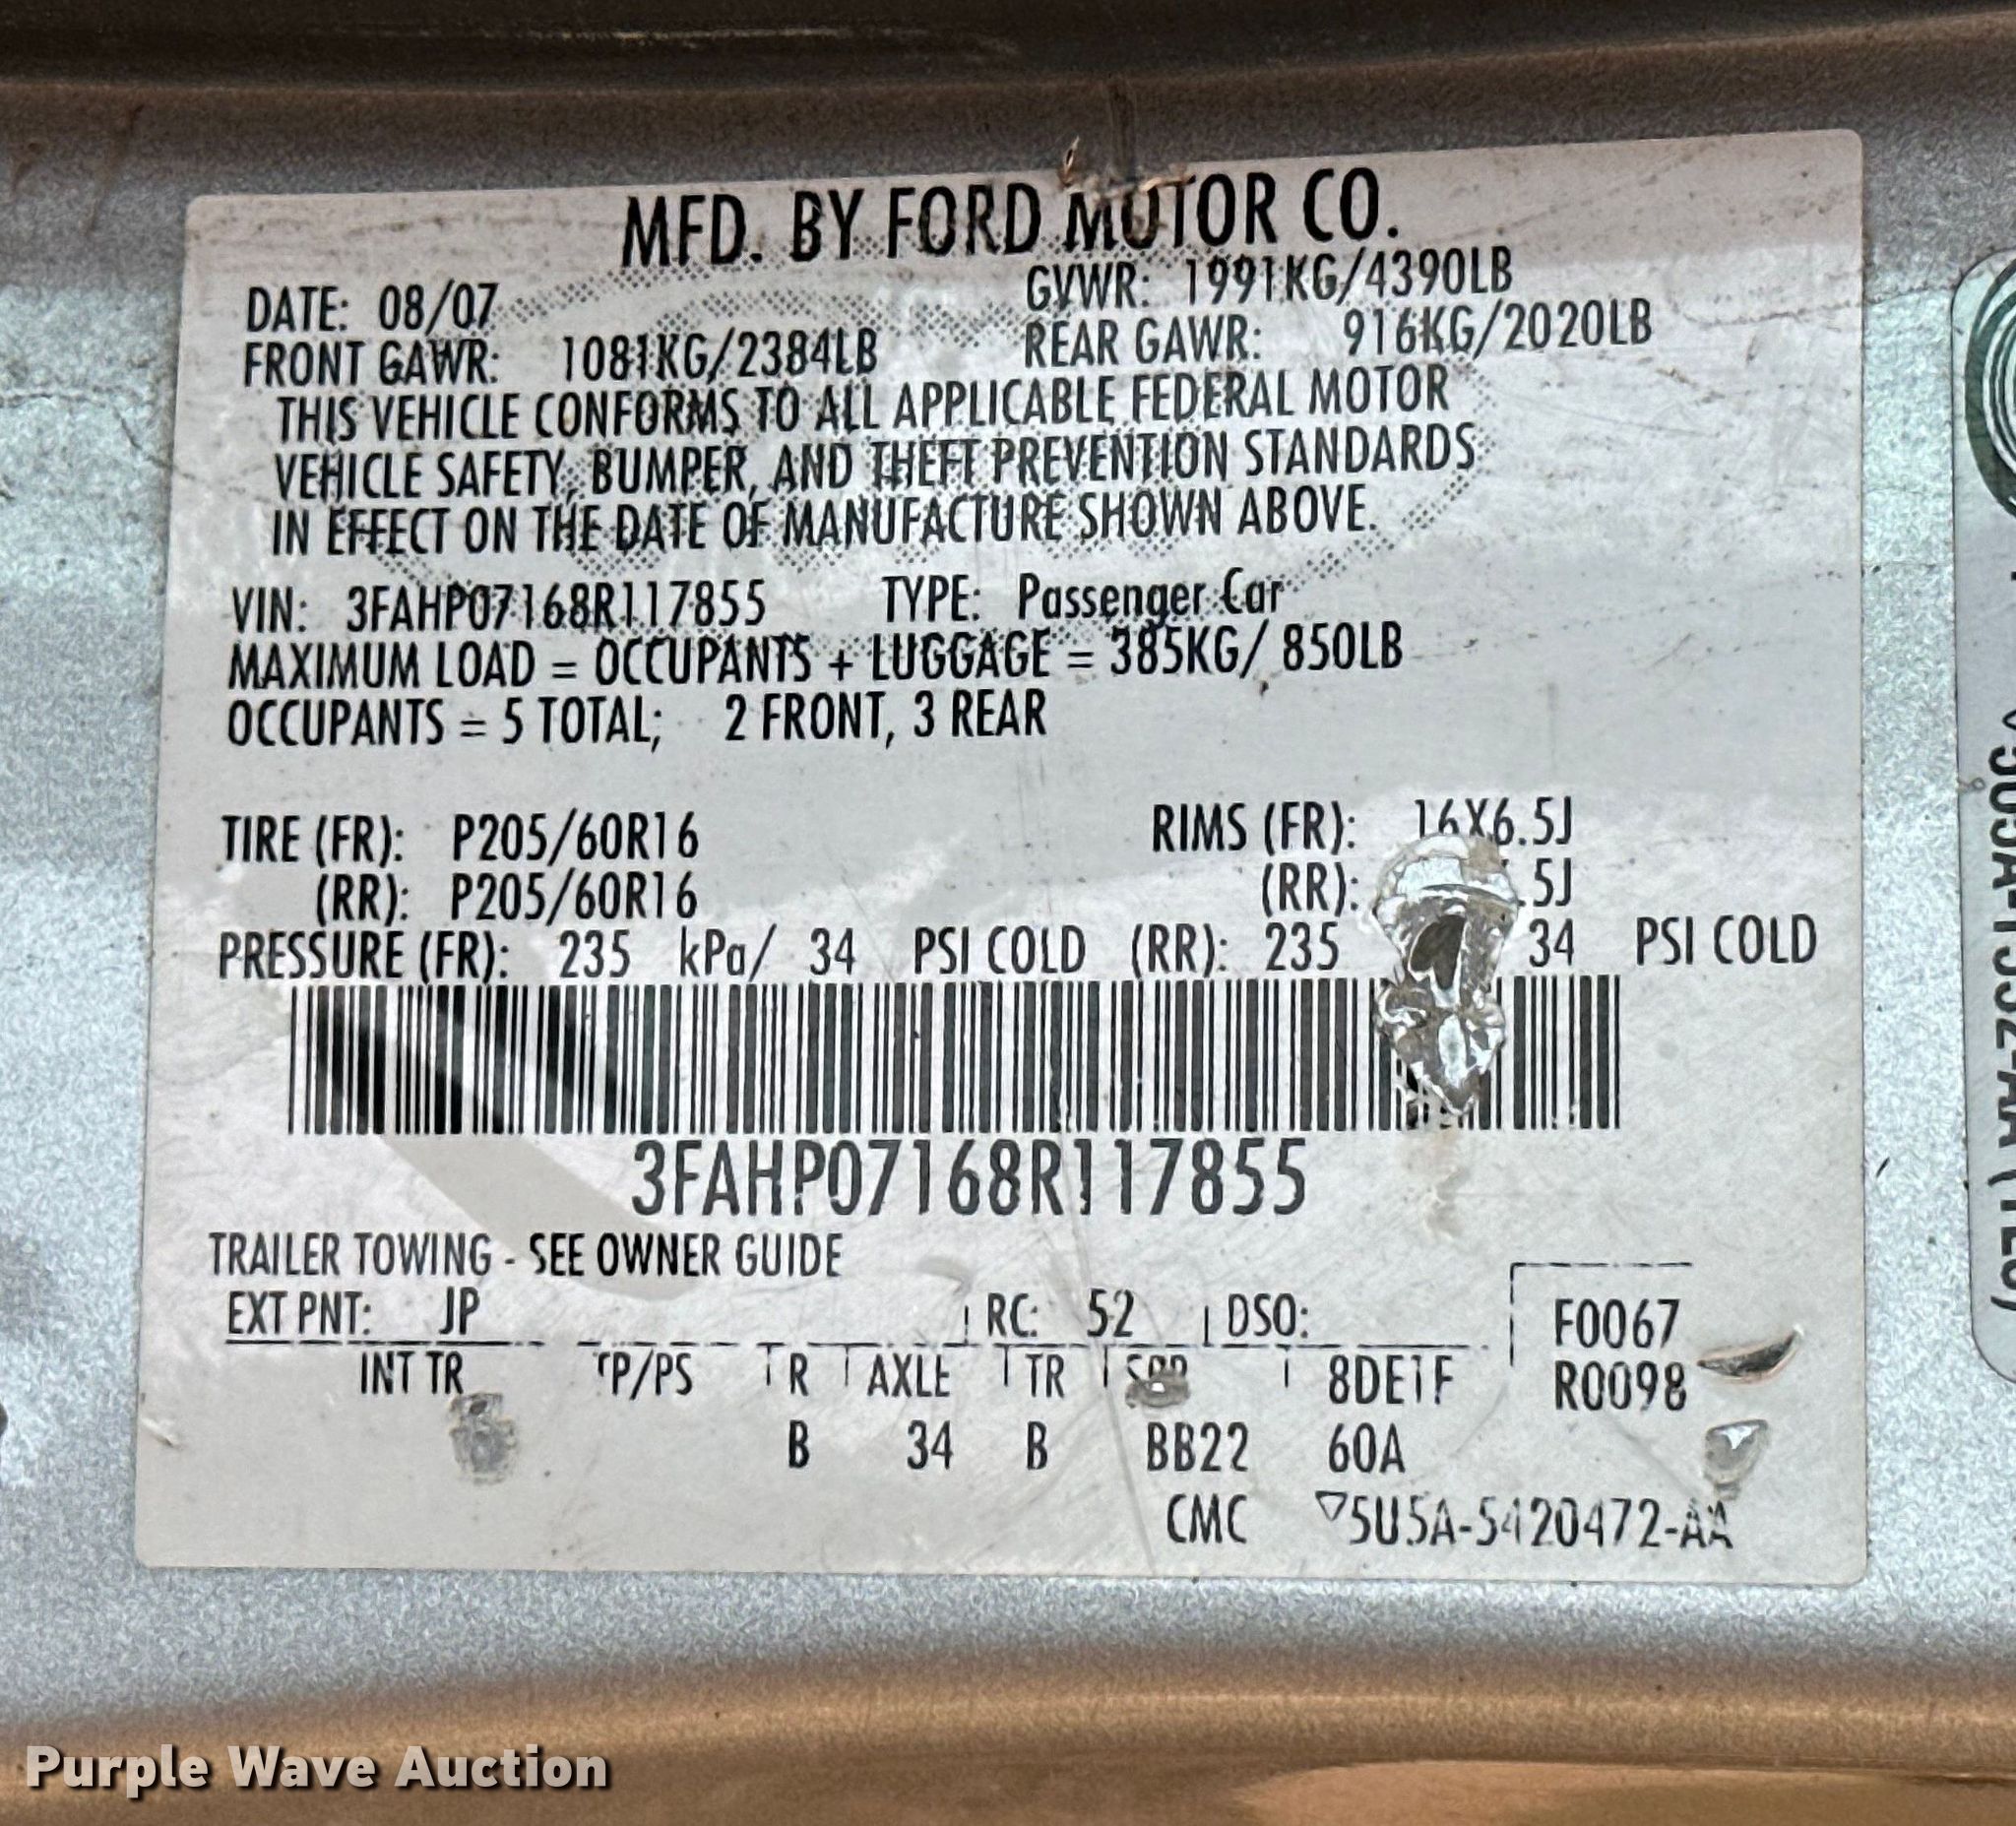 MFD. BY FORD MOTOR CO.
DATE: 08/07 GVWR: 1991KG/4390LB
FRONT GAWR: 1081KG/2384LB REAR GAWR: 916KG/2020LB
THIS VEHICLE CONFORMS TO ALL APPLICABLE FEDERAL MOTOR
VEHICLE SAFETY, BUMPER, AND THEFT PREVENTION STANDARDS
IN EFFECT ON THE DATE OF MANUFACTURE SHOWN ABOVE.
VIN: 3FAHP07168R117855 TYPE: Passenger Car
MAXIMUM LOAD = OCCUPANTS + LUGGAGE = 385KG/ 850LB
OCCUPANTS = 5 TOTAL; 2 FRONT, 3 REAR
TIRE (FR): P205/60R16 RIMS (FR): 16X6.5J
(RR): P205/60R16 (RR): .5J
PRESSURE (FR): 235 kPa/ 34 PSI COLD (RR): 235 34 PSI COLD
3FAHP07168R117855
TRAILER TOWING - SEE OWNER GUIDE
EXT PNT: JP RC: 52 DSO: F0067
INT TR TP/PS R AXLE TR 8DE1F R0098
B 34 B BB22 60A
CMC ▽5U5A-5420472-AA
Purple Wave Auction